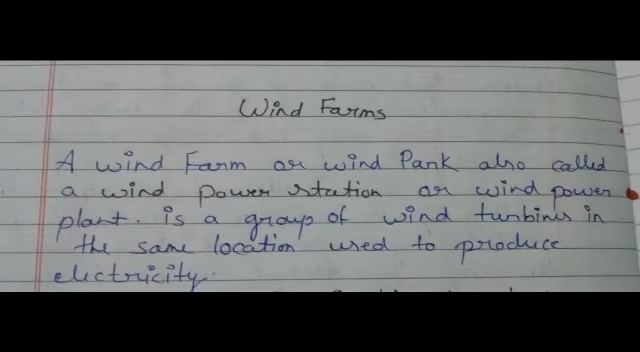 Wind Farms
A wind Farm or wind Park also called
a wind power station or wind power
plant. is a group of wind turbines in
the same location used to produce
electricity.